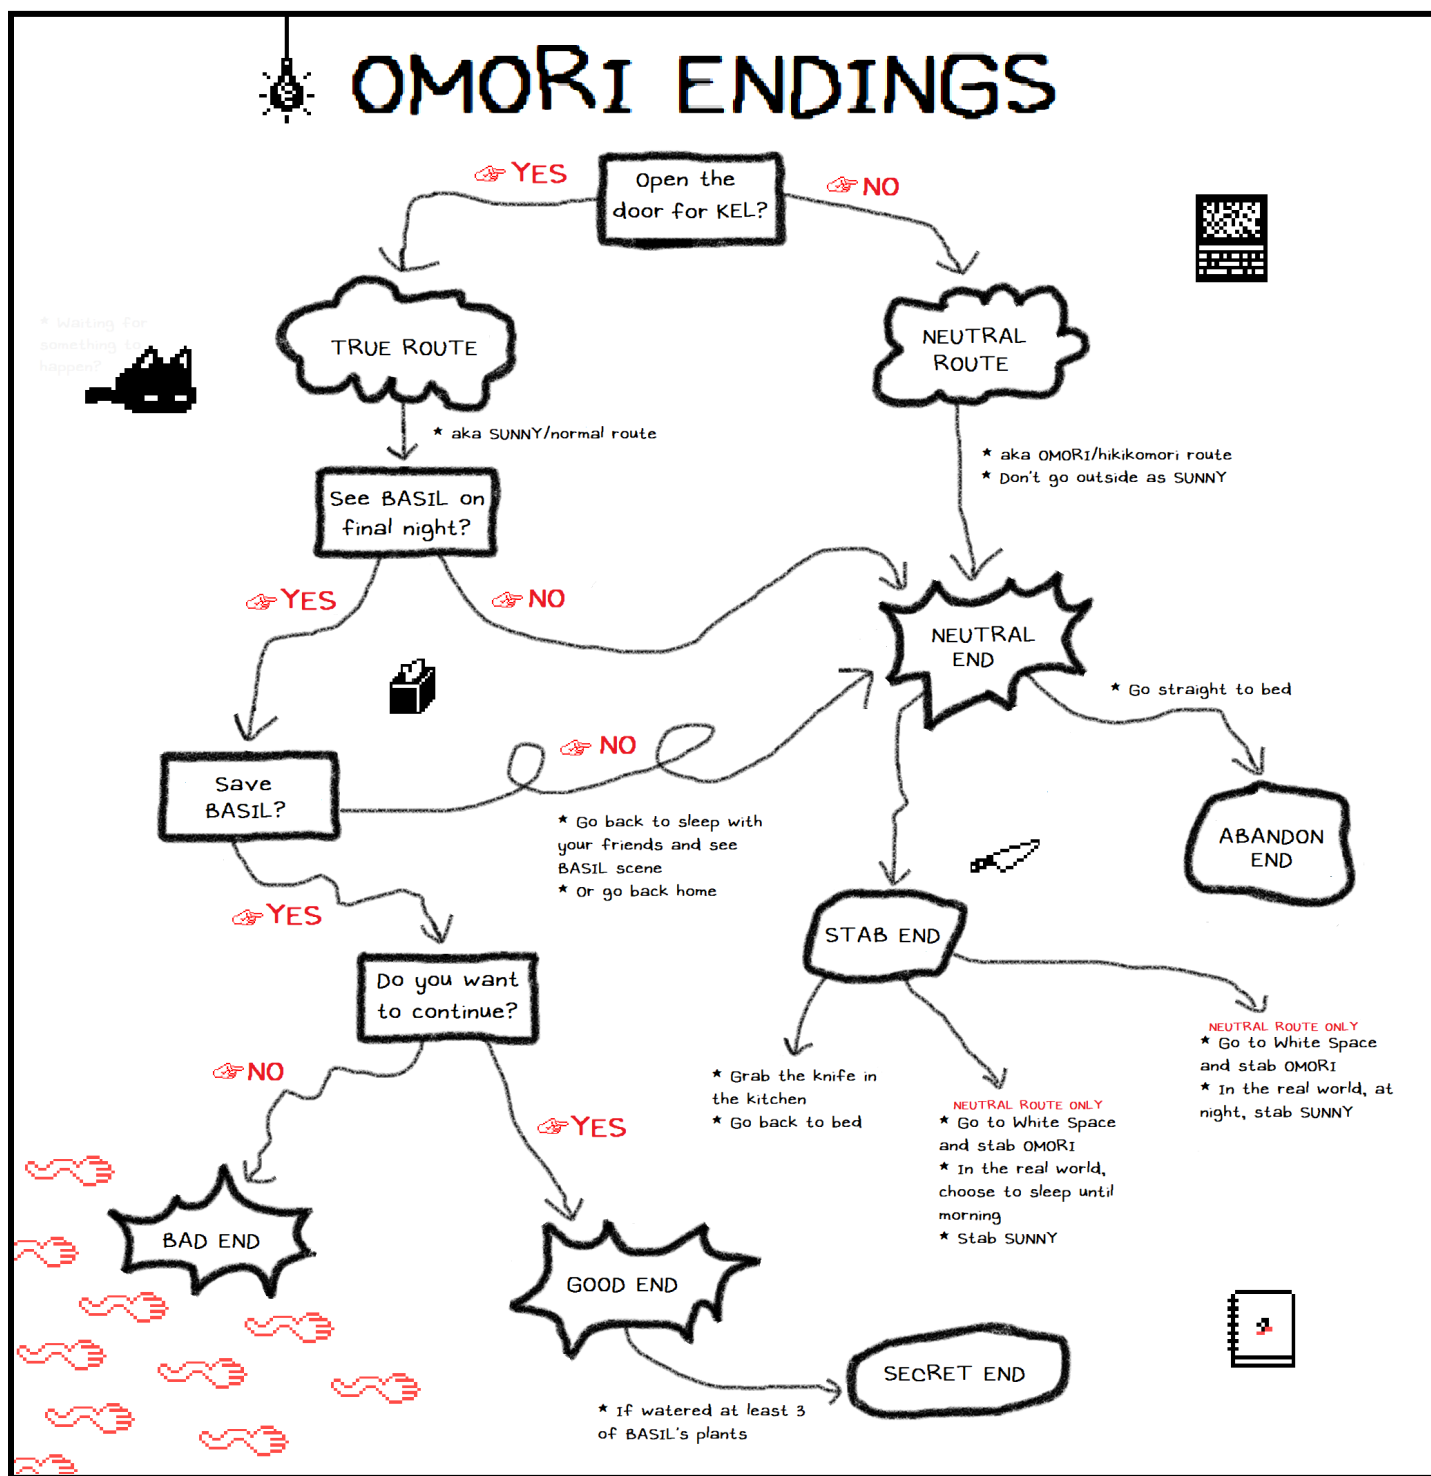 OMORI ENDINGS
YES
Open the
door for KEL?
NO
* Waiting for
something to
happen?
TRUE ROUTE
NEUTRAL
ROUTE
* aka SUNNY/normal route
* aka OMORI/hikikomori route
* Don't go outside as SUNNY
See BASIL on
final night?
YES
NO
NEUTRAL
END
* Go straight to bed
NO
Save
BASIL?
* Go back to sleep with
your friends and see
BASIL scene
* Or go back home
ABANDON
END
YES
STAB END
Do you want
to continue?
NO
YES
* Grab the knife in
the kitchen
* Go back to bed
NEUTRAL ROUTE ONLY
* Go to White Space
and stab OMORI
* In the real world,
choose to sleep until
morning
* Stab SUNNY
NEUTRAL ROUTE ONLY
* Go to White Space
and stab OMORI
* In the real world, at
night, stab SUNNY
BAD END
GOOD END
SECRET END
* If watered at least 3
of BASIL's plants